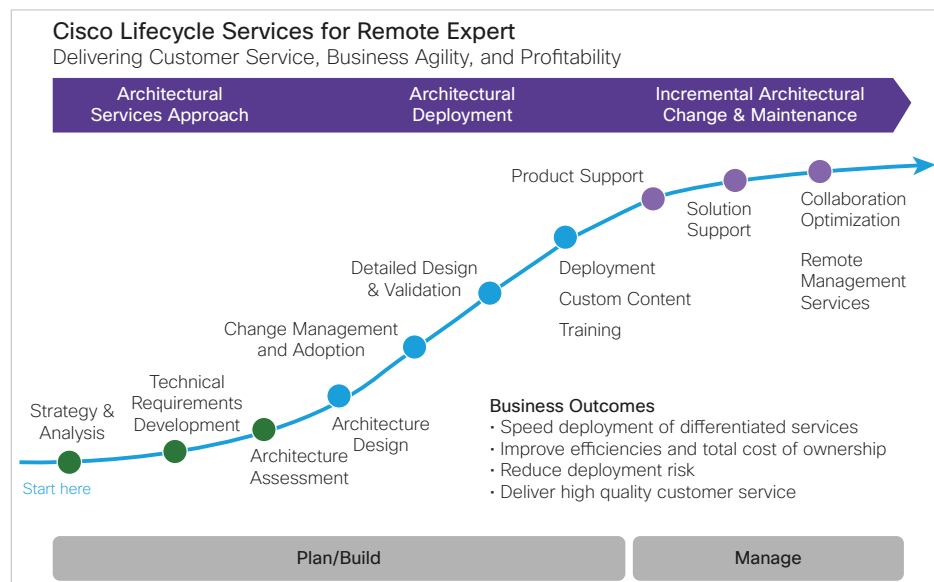 Cisco Lifecycle Services for Remote Expert
Delivering Customer Service, Business Agility, and Profitability
Architectural
Services Approach
Architectural
Deployment
Incremental Architectural
Change & Maintenance
Product Support
Solution
Support
Collaboration
Optimization
Remote
Management
Services
Detailed Design
& Validation
Deployment
Custom Content
Training
Change Management
and Adoption
Technical
Requirements
Development
Strategy &
Analysis
Start here
Architecture
Assessment
Architecture
Design
Business Outcomes
• Speed deployment of differentiated services
• Improve efficiencies and total cost of ownership
• Reduce deployment risk
• Deliver high quality customer service
Plan/Build
Manage